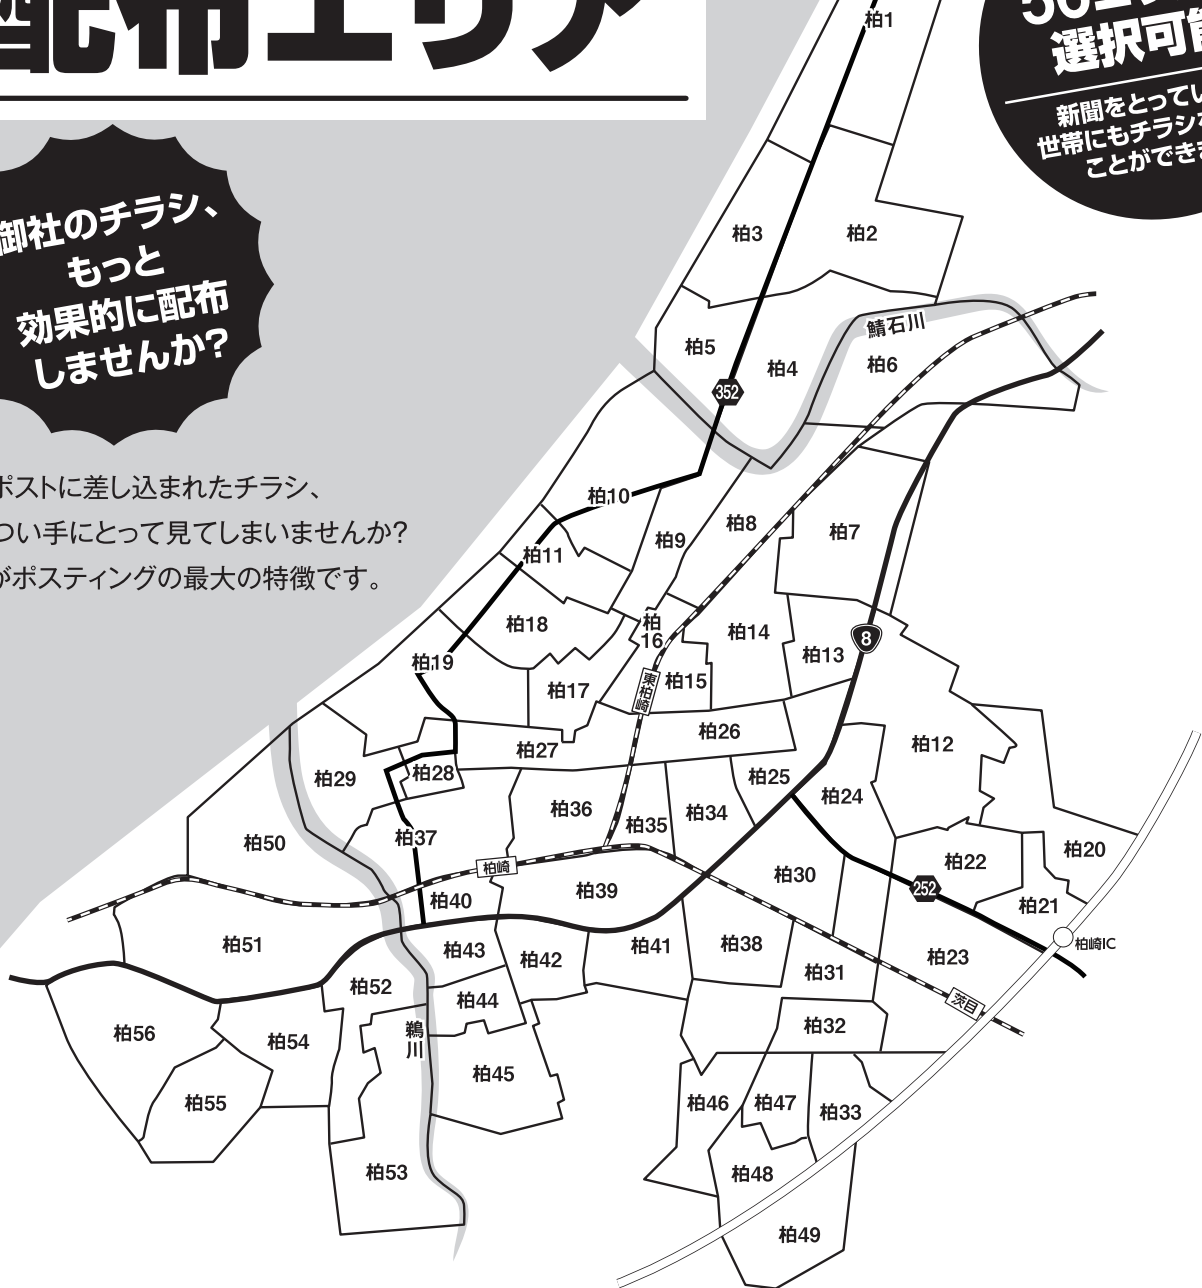 配布エリア
選択可能
新聞をとってい
世帯にもチラシを
ことができま
御社のチラシ、
もっと
効果的に配布
しませんか?
ポストに差し込まれたチラシ、
つい手にとって見てしまいませんか?
がポスティングの最大の特徴です。
柏1
柏3
柏2
鯖石川
柏5
柏4
柏6
352
柏10
柏8
柏7
柏9
柏11
柏18
柏
16
柏14
8
柏13
柏19
柏15
柏17
東柏崎
柏26
柏12
柏27
柏28
柏29
柏25
柏24
柏36
柏35
柏34
柏37
柏50
柏20
柏22
柏崎
柏30
252
柏39
柏40
柏21
柏51
柏43
柏42
柏41
柏38
柏崎IC
柏23
柏31
柏52
柏44
茨目
柏56
柏54
鵜川
柏32
柏45
柏55
柏46
柏47
柏33
柏53
柏48
柏49